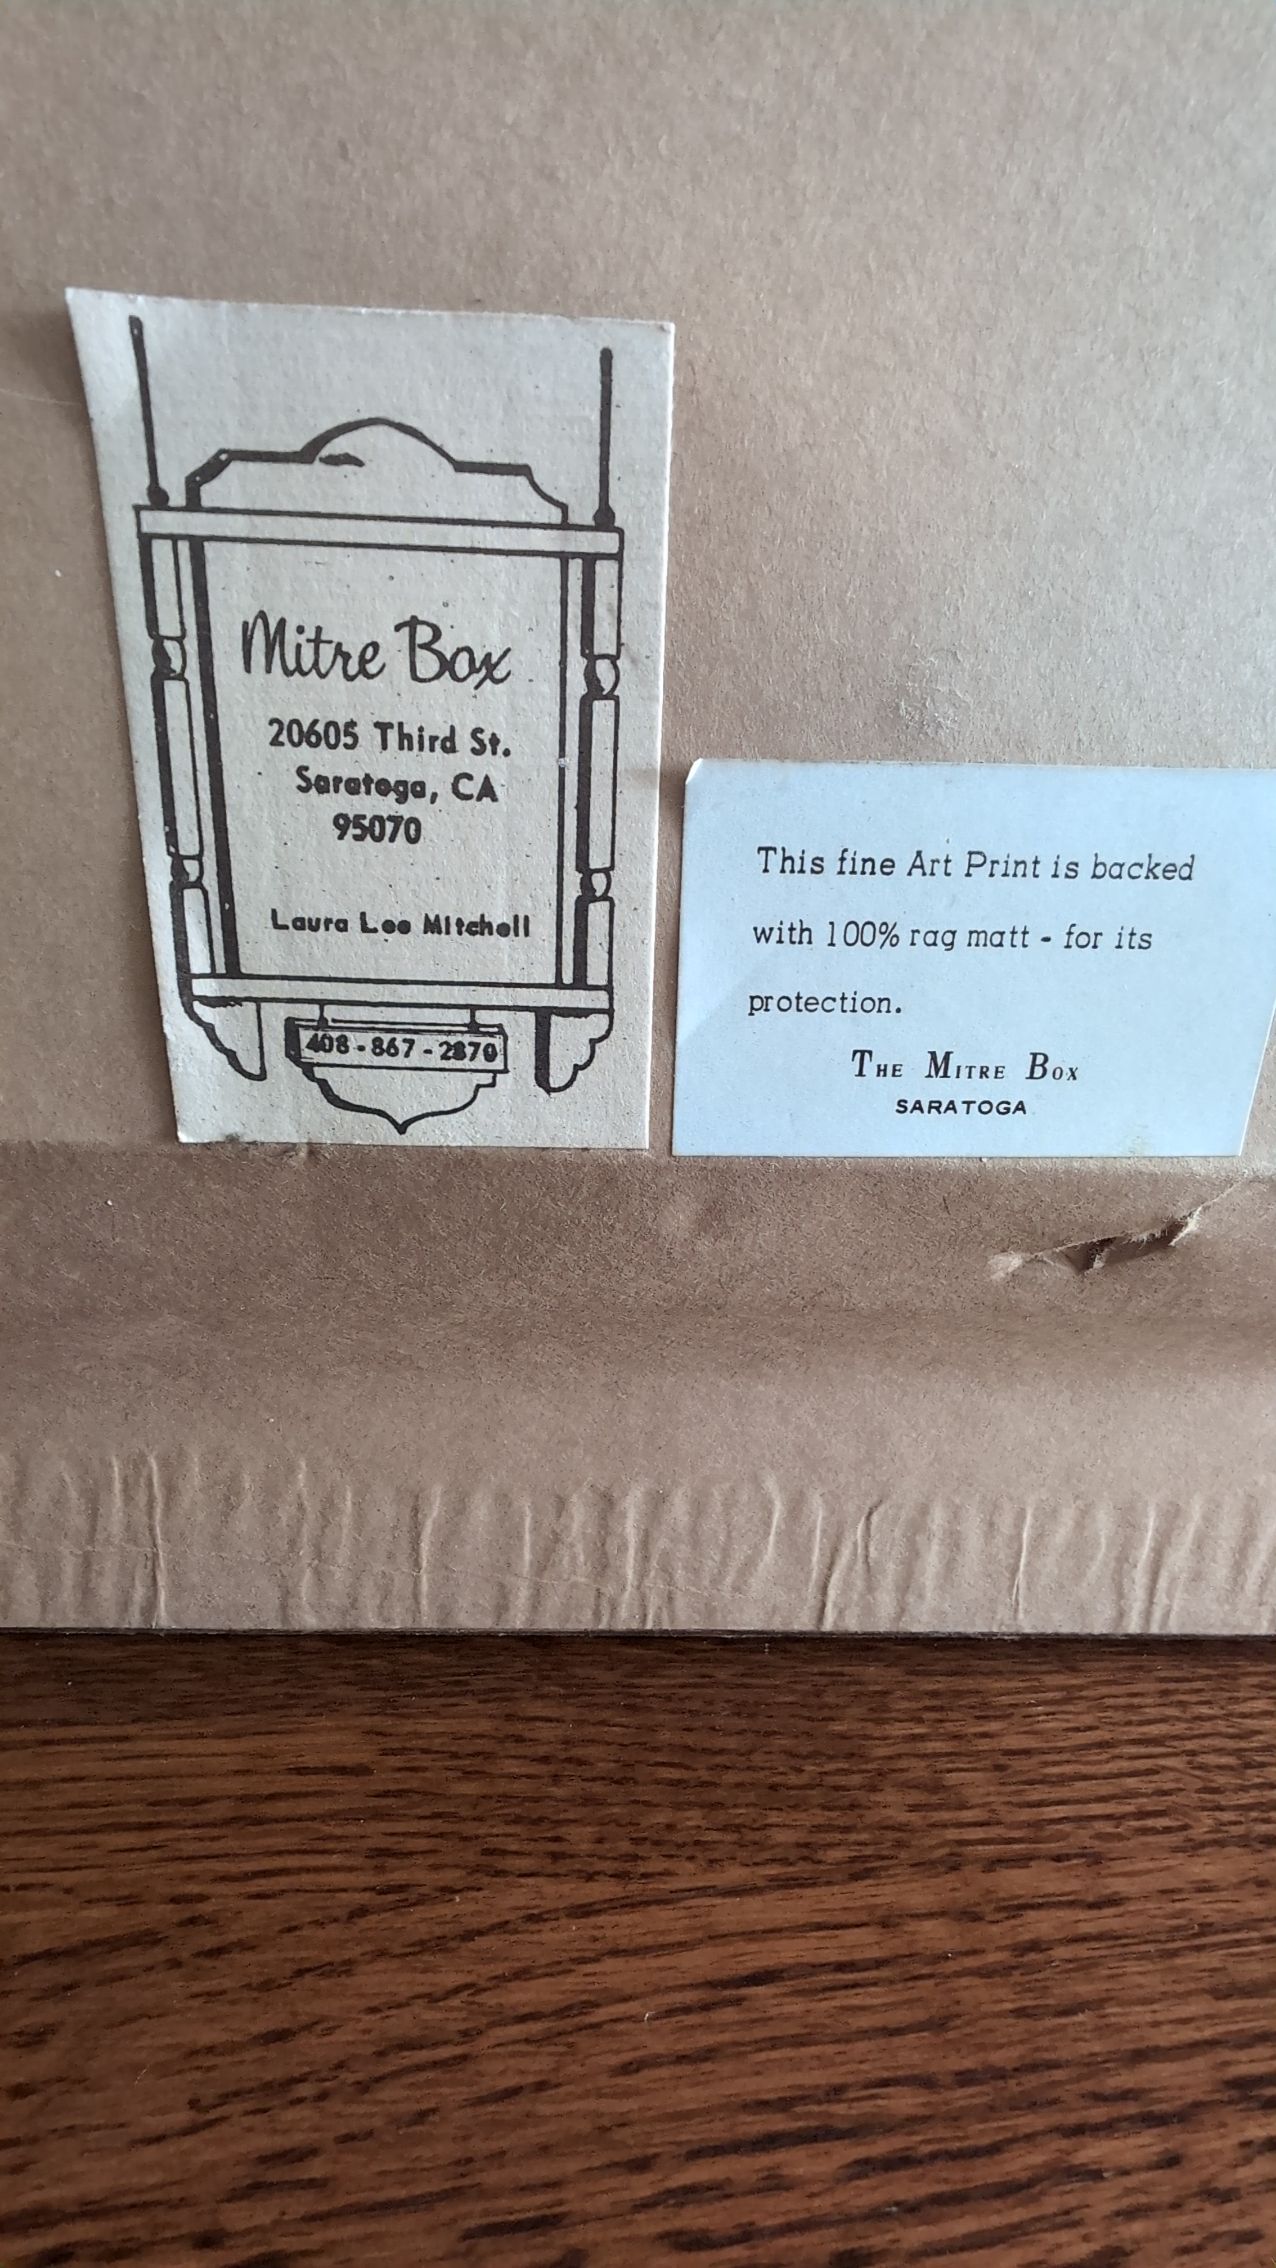 Mitre Box
20605 Third St.
Saratoga, CA
95070
Laura Lee Mitchell
408-867-2870
This fine Art Print is backed
with 100% rag matt - for its
protection.
THE MITRE BOX
SARATOGA